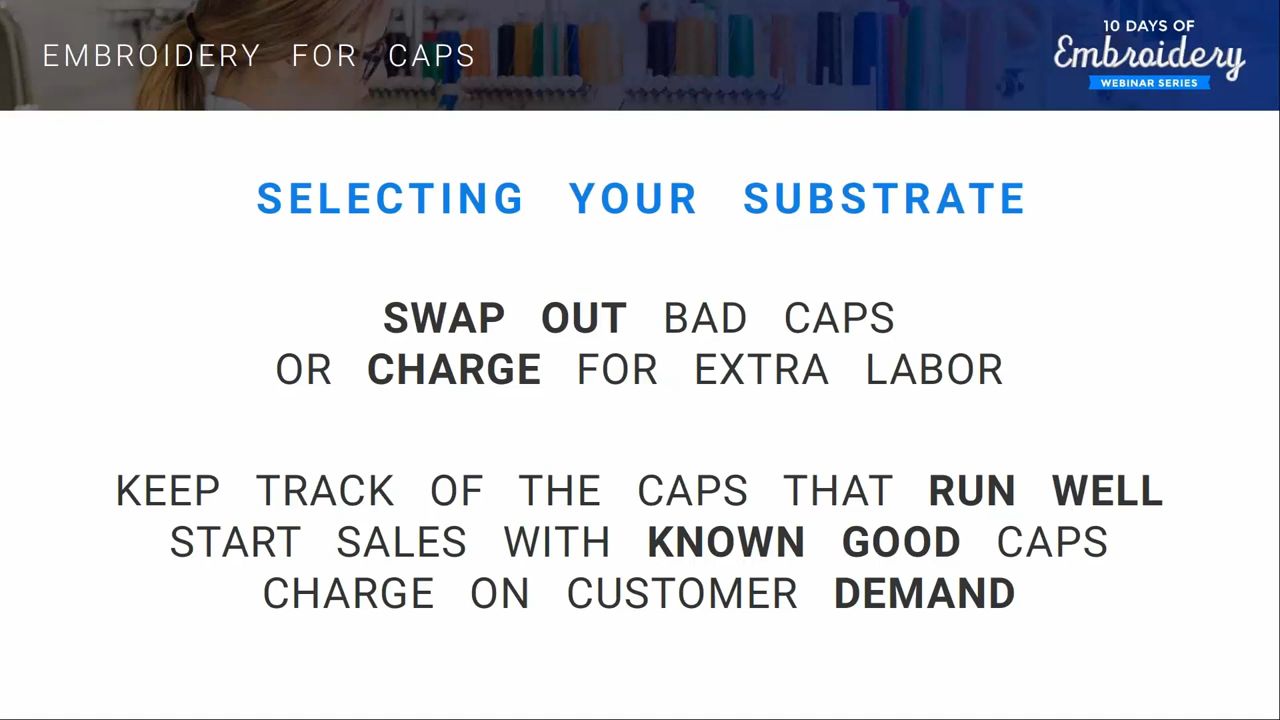 EMBROIDERY FOR CAPS
10 DAYS OF
Embroidery
WEBINAR SERIES
SELECTING YOUR SUBSTRATE
SWAP OUT BAD CAPS
OR CHARGE FOR EXTRA LABOR
KEEP TRACK OF THE CAPS THAT RUN WELL
START SALES WITH KNOWN GOOD CAPS
CHARGE ON CUSTOMER DEMAND